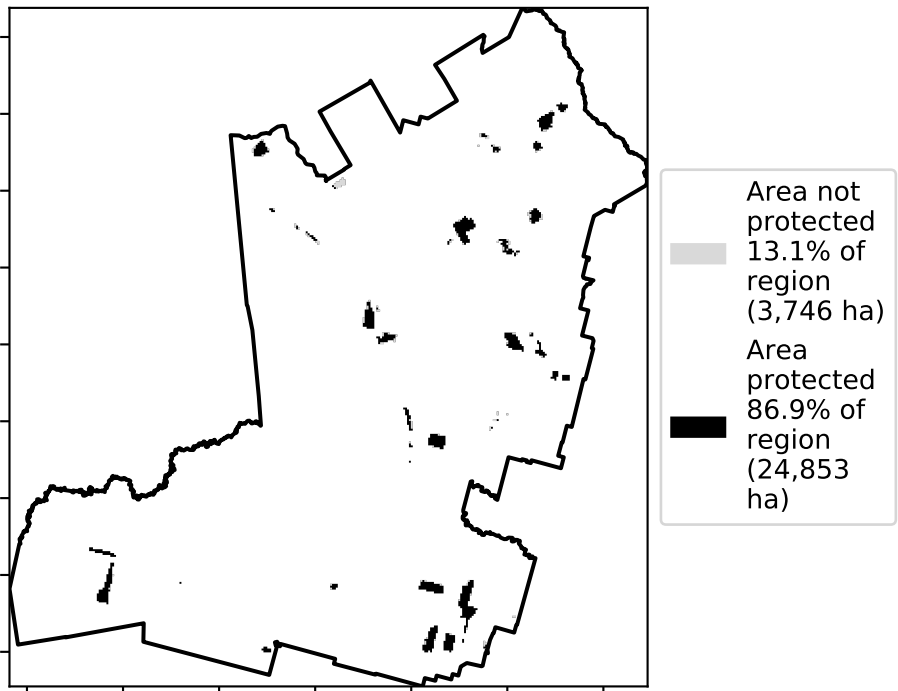 Area not
protected
13.1% of
region
(3,746 ha)
Area
protected
86.9% of
region
(24,853
ha)